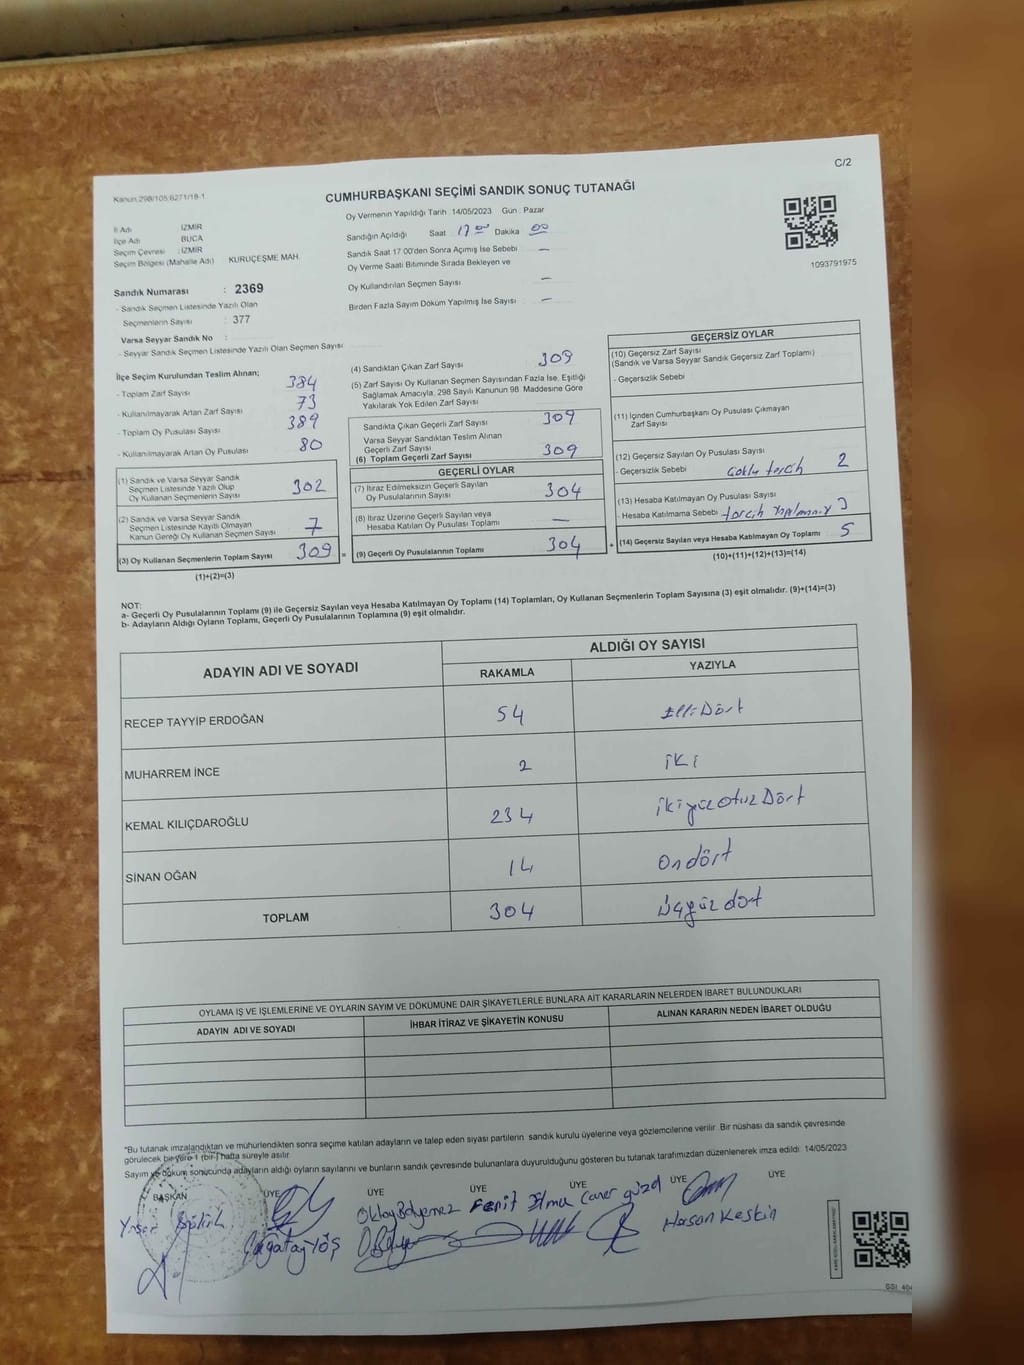 C/2
Kanun:298/105;6271/18-1
CUMHURBAŞKANI SEÇİMİ SANDIK SONUÇ TUTANAĞI
Oy Vermenin Yapıldığı Tarih 14/05/2023 Gün : Pazar
İl Adı İZMİR
İlçe Adı BUCA
Seçim Çevresi : İZMİR
Seçim Bölgesi (Mahalle Adı) KURUÇEŞME MAH.
Sandığın Açıldığı Saat 17 00 Dakika 00
Sandık Saat 17:00'den Sonra Açılmış İse Sebebi —
Oy Verme Saati Bitiminde Sırada Bekleyen ve
Oy Kullandırılan Seçmen Sayısı —
Birden Fazla Sayım Döküm Yapılmış İse Sayısı —
1093791975
Sandık Numarası : 2369
- Sandık Seçmen Listesinde Yazılı Olan
Seçmenlerin Sayısı : 377
Varsa Seyyar Sandık No :
- Seyyar Sandık Seçmen Listesinde Yazılı Olan Seçmen Sayısı:
İlçe Seçim Kurulundan Teslim Alınan;
- Toplam Zarf Sayısı 384
- Kullanılmayarak Artan Zarf Sayısı 73
- Toplam Oy Pusulası Sayısı 389
- Kullanılmayarak Artan Oy Pusulası 80
(1) Sandık ve Varsa Seyyar Sandık
Seçmen Listesinde Yazılı Olup
Oy Kullanan Seçmenlerin Sayısı 302
(2) Sandık ve Varsa Seyyar Sandık
Seçmen Listesinde Kayıtlı Olmayan
Kanun Gereği Oy Kullanan Seçmen Sayısı 7
(3) Oy Kullanan Seçmenlerin Toplam Sayısı 309 =
(1)+(2)=(3)
(4) Sandıktan Çıkan Zarf Sayısı 309
(5) Zarf Sayısı Oy Kullanan Seçmen Sayısından Fazla İse, Eşitliği
Sağlamak Amacıyla, 298 Sayılı Kanunun 98. Maddesine Göre
Yakılarak Yok Edilen Zarf Sayısı
Sandıkta Çıkan Geçerli Zarf Sayısı 309
Varsa Seyyar Sandıktan Teslim Alınan
Geçerli Zarf Sayısı
(6) Toplam Geçerli Zarf Sayısı 309
GEÇERLİ OYLAR
(7) İtiraz Edilmeksizin Geçerli Sayılan
Oy Pusulalarının Sayısı 304
(8) İtiraz Üzerine Geçerli Sayılan veya
Hesaba Katılan Oy Pusulası Toplamı —
(9) Geçerli Oy Pusulalarının Toplamı 304 +
GEÇERSİZ OYLAR
(10) Geçersiz Zarf Sayısı
(Sandık ve Varsa Seyyar Sandık Geçersiz Zarf Toplamı)
- Geçersizlik Sebebi
(11) İçinden Cumhurbaşkanı Oy Pusulası Çıkmayan
Zarf Sayısı
(12) Geçersiz Sayılan Oy Pusulası Sayısı
- Geçersizlik Sebebi 2
(13) Hesaba Katılmayan Oy Pusulası Sayısı
- Hesaba Katılmama Sebebi 3
(14) Geçersiz Sayılan veya Hesaba Katılmayan Oy Toplamı 5
(10)+(11)+(12)+(13)=(14)
NOT:
a- Geçerli Oy Pusulalarının Toplamı (9) ile Geçersiz Sayılan veya Hesaba Katılmayan Oy Toplamı (14) Toplamları, Oy Kullanan Seçmenlerin Toplam Sayısına (3) eşit olmalıdır. (9)+(14)=(3)
b- Adayların Aldığı Oyların Toplamı, Geçerli Oy Pusulalarının Toplamına (9) eşit olmalıdır.
ADAYIN ADI VE SOYADI ALDIĞI OY SAYISI
RAKAMLA YAZIYLA
RECEP TAYYİP ERDOĞAN 54 Elli Dört
MUHARREM İNCE 2 iki
KEMAL KILIÇDAROĞLU 234 iki yüz Otuz Dört
SİNAN OĞAN 14 On dört
TOPLAM 304 Üçyüz dört
OYLAMA İŞ VE İŞLEMLERİNE VE OYLARIN SAYIM VE DÖKÜMÜNE DAİR ŞİKAYETLERLE BUNLARA AİT KARARLARIN NELERDEN İBARET BULUNDUKLARI
ADAYIN ADI VE SOYADI İHBAR İTİRAZ VE ŞİKAYETİN KONUSU ALINAN KARARIN NEDEN İBARET OLDUĞU
*Bu tutanak imzalandıktan ve mühürlendikten sonra seçime katılan adayların ve talep eden siyasi partilerin sandık kurulu üyelerine veya gözlemcilerine verilir. Bir nüshası da sandık çevresinde
görülecek bir yere 1 (bir) hafta süreyle asılır.
Sayım ve döküm sonucunda adayların aldığı oyların sayılarını ve bunların sandık çevresinde bulunanlara duyurulduğunu gösteren bu tutanak tarafımızdan düzenlenerek imza edildi. 14/05/2023
BAŞKAN ÜYE ÜYE ÜYE ÜYE ÜYE ÜYE
Çağatay YÖŞ
Caner güzel
Hasan Keskin